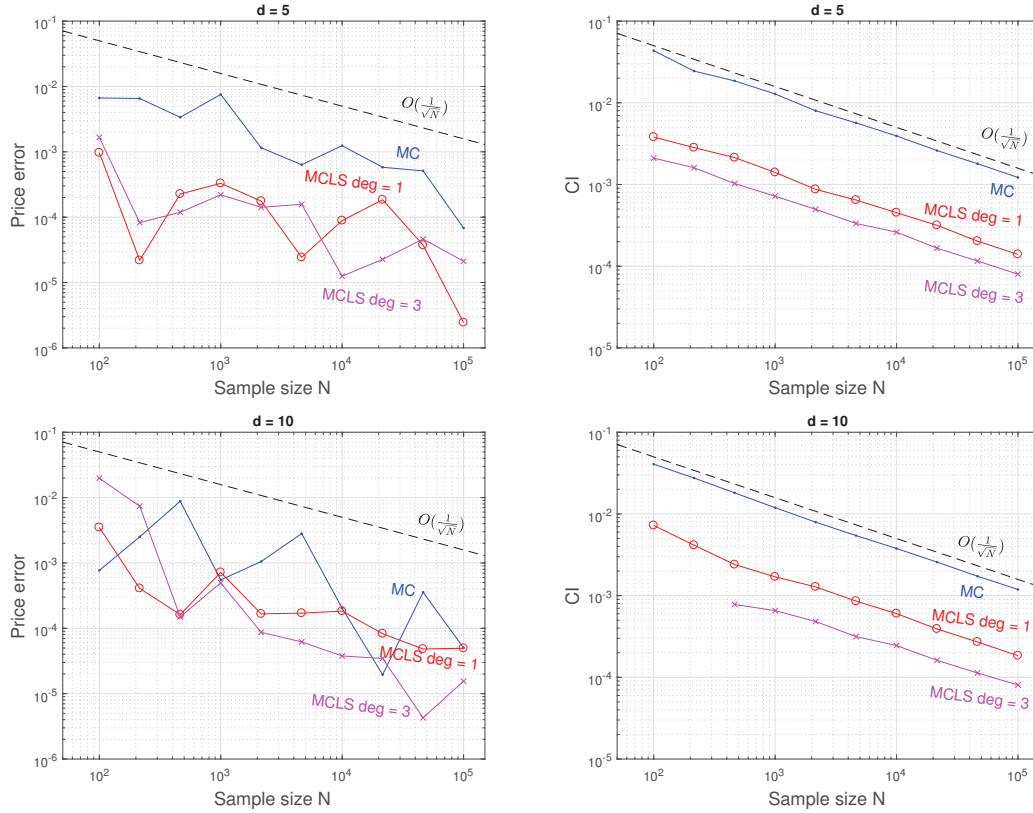 d = 5
10^-1
10^-2
10^-3
10^-4
10^-5
10^-6
Price error
O(1/√N)
MC
MCLS deg = 1
MCLS deg = 3
10^2
10^3
10^4
10^5
Sample size N
d = 5
10^-1
10^-2
10^-3
10^-4
10^-5
CI
O(1/√N)
MC
MCLS deg = 1
MCLS deg = 3
10^2
10^3
10^4
10^5
Sample size N
d = 10
10^-1
10^-2
10^-3
10^-4
10^-5
10^-6
Price error
O(1/√N)
MC
MCLS deg = 1
MCLS deg = 3
10^2
10^3
10^4
10^5
Sample size N
d = 10
10^-1
10^-2
10^-3
10^-4
10^-5
CI
O(1/√N)
MC
MCLS deg = 1
MCLS deg = 3
10^2
10^3
10^4
10^5
Sample size N